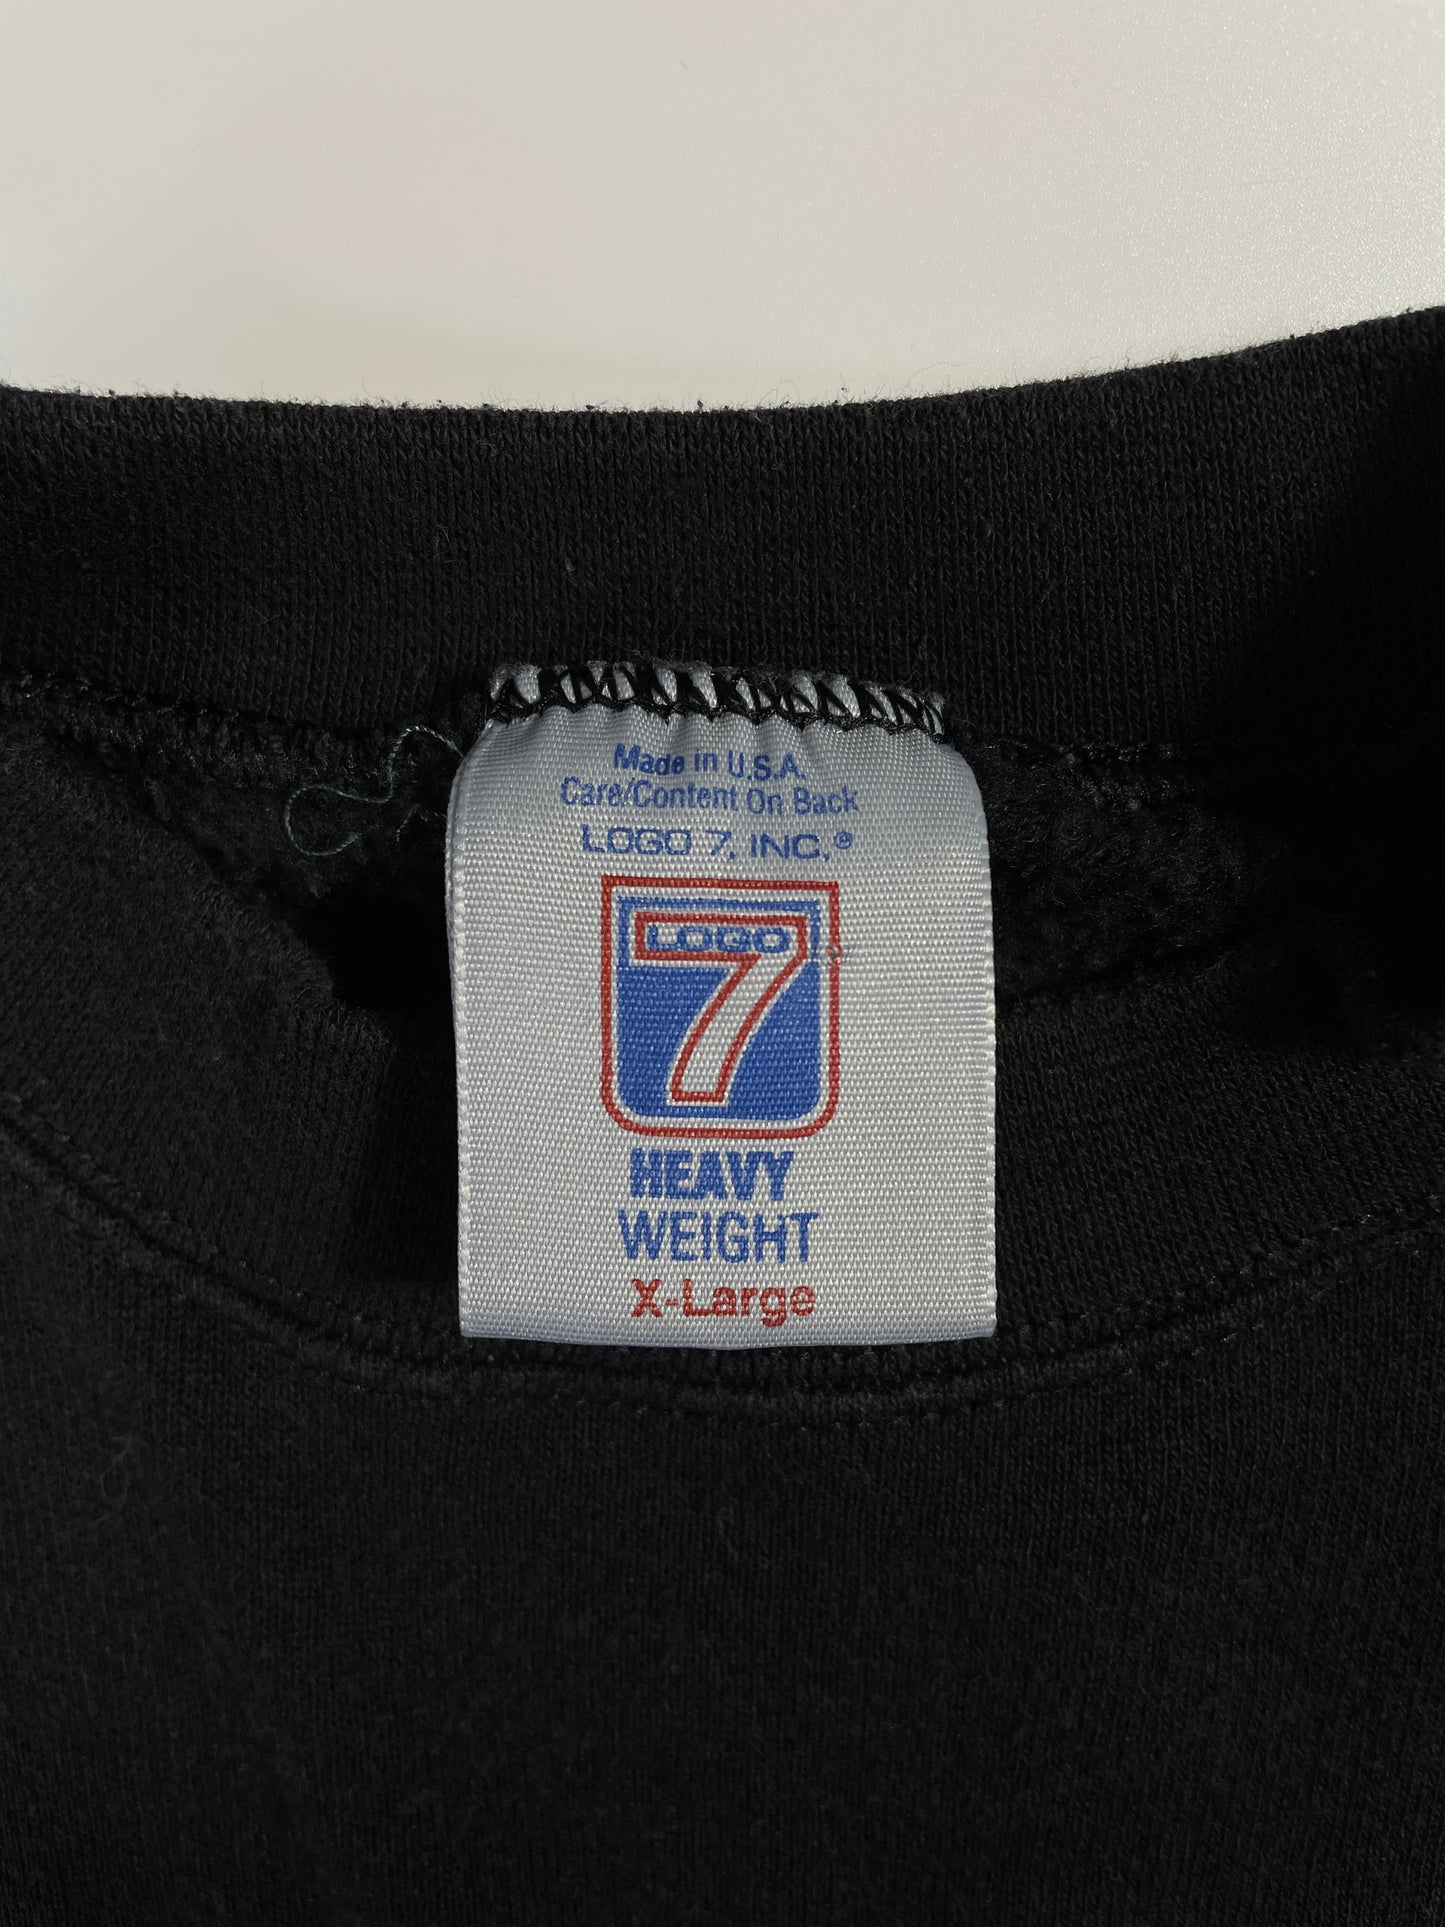 Made in U.S.A.
Care/Content On Back
LOGO 7, INC.®
LOGO
7
®
HEAVY
WEIGHT
X-Large